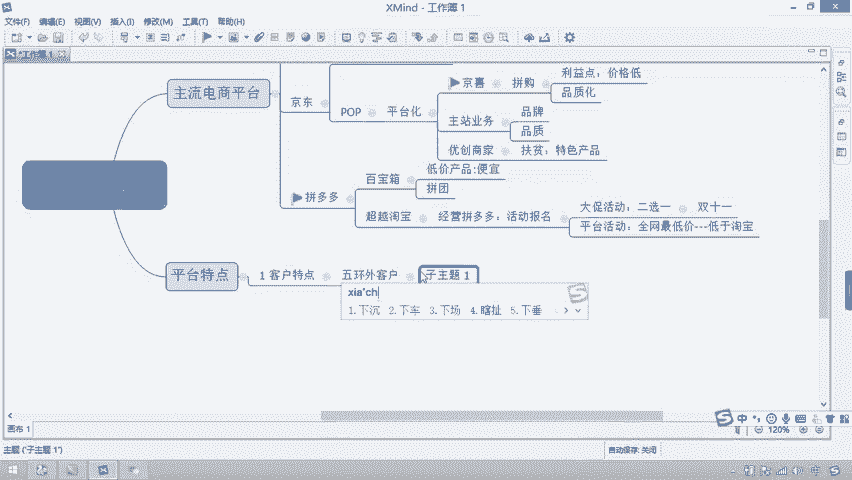 XMind - 工作簿 1
文件(F) 编辑(E) 视图(V) 插入(I) 修改(M) 工具(T) 帮助(H)
*工作簿 1
主流电商平台
京东
POP
平台化
京喜
拼购
利益点：价格低
品质化
主站业务
品牌
品质
优创商家
扶贫：特色产品
拼多多
百宝箱
低价产品:便宜
拼团
超越淘宝
经营拼多多：活动报名
大促活动：二选一
双十一
平台活动：全网最低价---低于淘宝
平台特点
1 客户特点
五环外客户
子主题 1
xia'ch
1.下沉 2.下车 3.下场 4.瞎扯 5.下垂
画布 1
中
120%
主题 ('子主题 1')
自动保存: 关闭
中